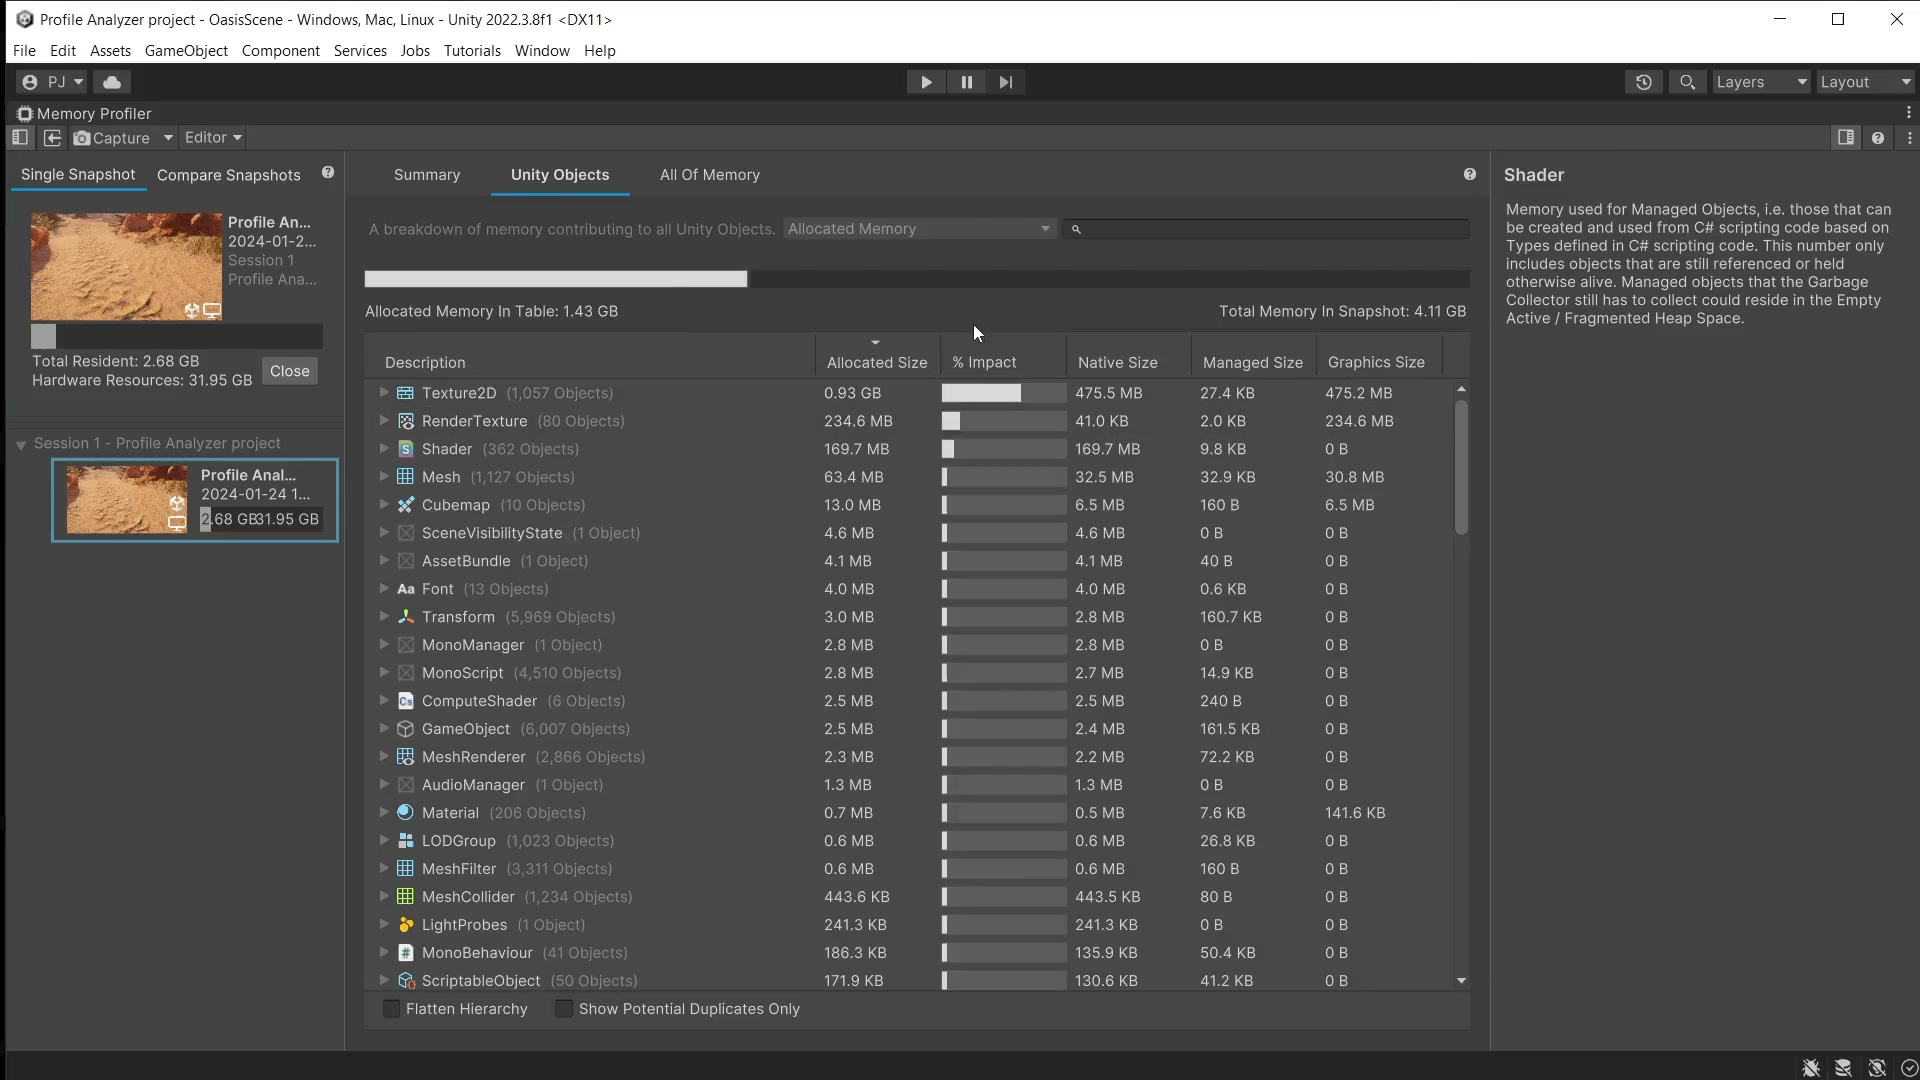 Profile Analyzer project - OasisScene - Windows, Mac, Linux - Unity 2022.3.8f1 <DX11>
File Edit Assets GameObject Component Services Jobs Tutorials Window Help
PJ
Layers Layout
Memory Profiler
Capture Editor
Single Snapshot Compare Snapshots
Profile An...
2024-01-2...
Session 1
Profile Ana...
Total Resident: 2.68 GB
Hardware Resources: 31.95 GB
Close
Session 1 - Profile Analyzer project
Profile Anal...
2024-01-24 1...
2.68 GB31.95 GB
Summary Unity Objects All Of Memory
A breakdown of memory contributing to all Unity Objects. Allocated Memory
Allocated Memory In Table: 1.43 GB Total Memory In Snapshot: 4.11 GB
Description Allocated Size % Impact Native Size Managed Size Graphics Size
Texture2D (1,057 Objects) 0.93 GB 475.5 MB 27.4 KB 475.2 MB
RenderTexture (80 Objects) 234.6 MB 41.0 KB 2.0 KB 234.6 MB
S Shader (362 Objects) 169.7 MB 169.7 MB 9.8 KB 0 B
Mesh (1,127 Objects) 63.4 MB 32.5 MB 32.9 KB 30.8 MB
Cubemap (10 Objects) 13.0 MB 6.5 MB 160 B 6.5 MB
SceneVisibilityState (1 Object) 4.6 MB 4.6 MB 0 B 0 B
AssetBundle (1 Object) 4.1 MB 4.1 MB 40 B 0 B
Aa Font (13 Objects) 4.0 MB 4.0 MB 0.6 KB 0 B
Transform (5,969 Objects) 3.0 MB 2.8 MB 160.7 KB 0 B
MonoManager (1 Object) 2.8 MB 2.8 MB 0 B 0 B
MonoScript (4,510 Objects) 2.8 MB 2.7 MB 14.9 KB 0 B
Cs ComputeShader (6 Objects) 2.5 MB 2.5 MB 240 B 0 B
GameObject (6,007 Objects) 2.5 MB 2.4 MB 161.5 KB 0 B
MeshRenderer (2,866 Objects) 2.3 MB 2.2 MB 72.2 KB 0 B
AudioManager (1 Object) 1.3 MB 1.3 MB 0 B 0 B
Material (206 Objects) 0.7 MB 0.5 MB 7.6 KB 141.6 KB
LODGroup (1,023 Objects) 0.6 MB 0.6 MB 26.8 KB 0 B
MeshFilter (3,311 Objects) 0.6 MB 0.6 MB 160 B 0 B
MeshCollider (1,234 Objects) 443.6 KB 443.5 KB 80 B 0 B
LightProbes (1 Object) 241.3 KB 241.3 KB 0 B 0 B
# MonoBehaviour (41 Objects) 186.3 KB 135.9 KB 50.4 KB 0 B
ScriptableObject (50 Objects) 171.9 KB 130.6 KB 41.2 KB 0 B
Flatten Hierarchy Show Potential Duplicates Only
Shader
Memory used for Managed Objects, i.e. those that can
be created and used from C# scripting code based on
Types defined in C# scripting code. This number only
includes objects that are still referenced or held
otherwise alive. Managed objects that the Garbage
Collector still has to collect could reside in the Empty
Active / Fragmented Heap Space.